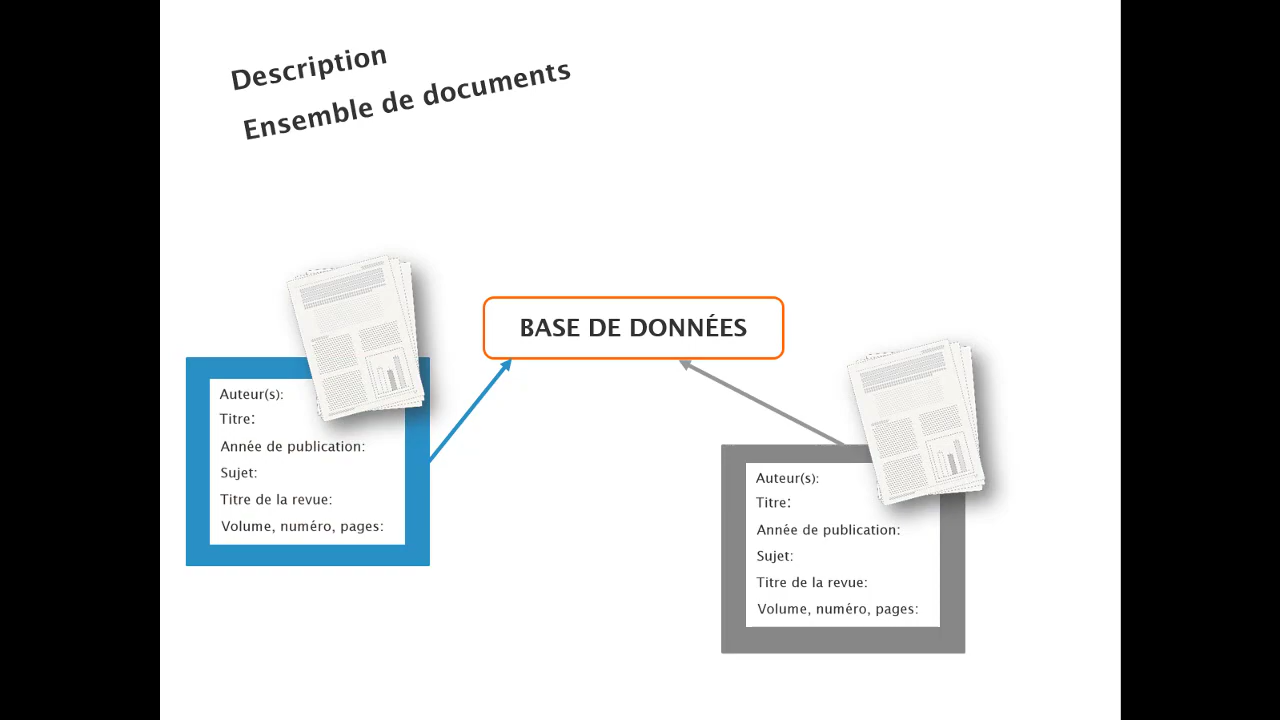 Description
Ensemble de documents
BASE DE DONNÉES
Auteur(s):
Titre:
Année de publication:
Sujet:
Titre de la revue:
Volume, numéro, pages:
Auteur(s):
Titre:
Année de publication:
Sujet:
Titre de la revue:
Volume, numéro, pages: